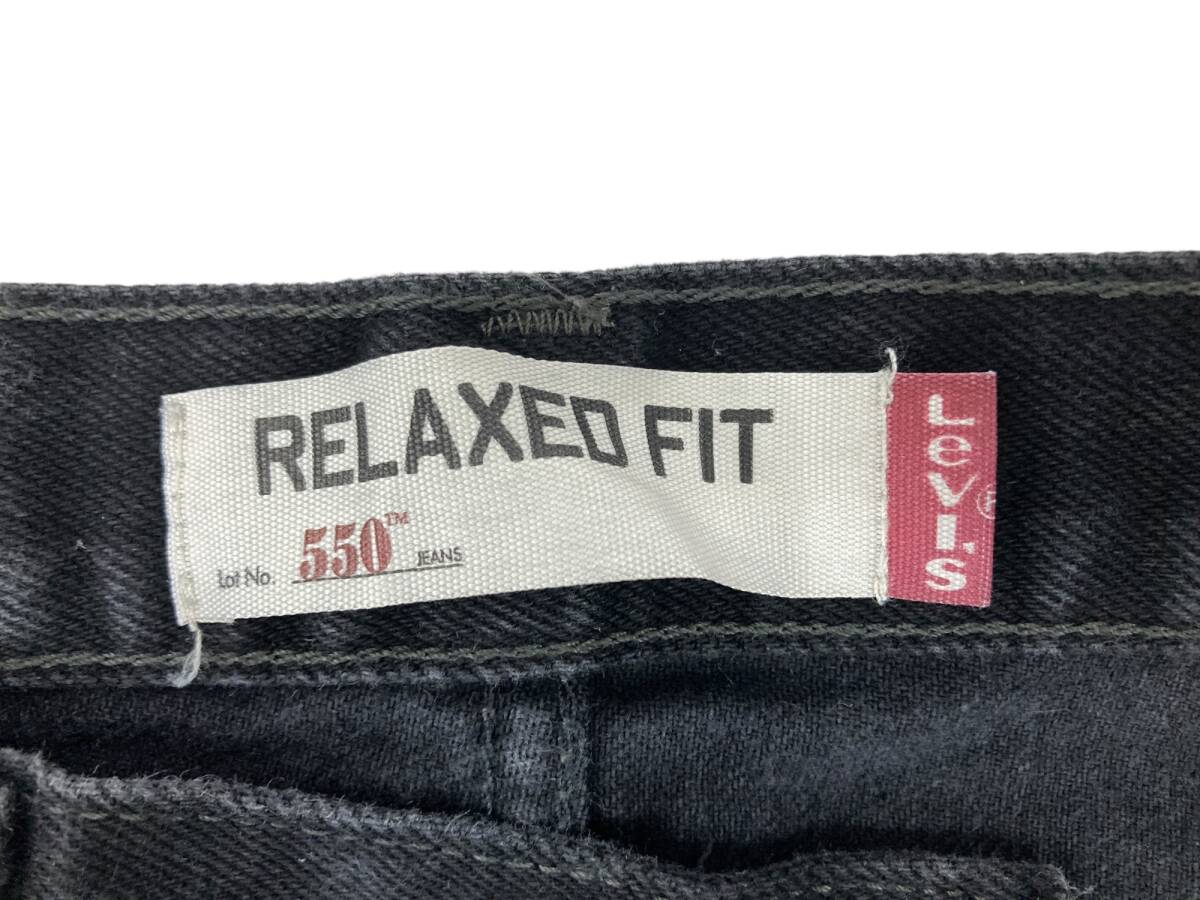 RELAXED FIT
Lot No. 550™ JEANS
LeVI'S®